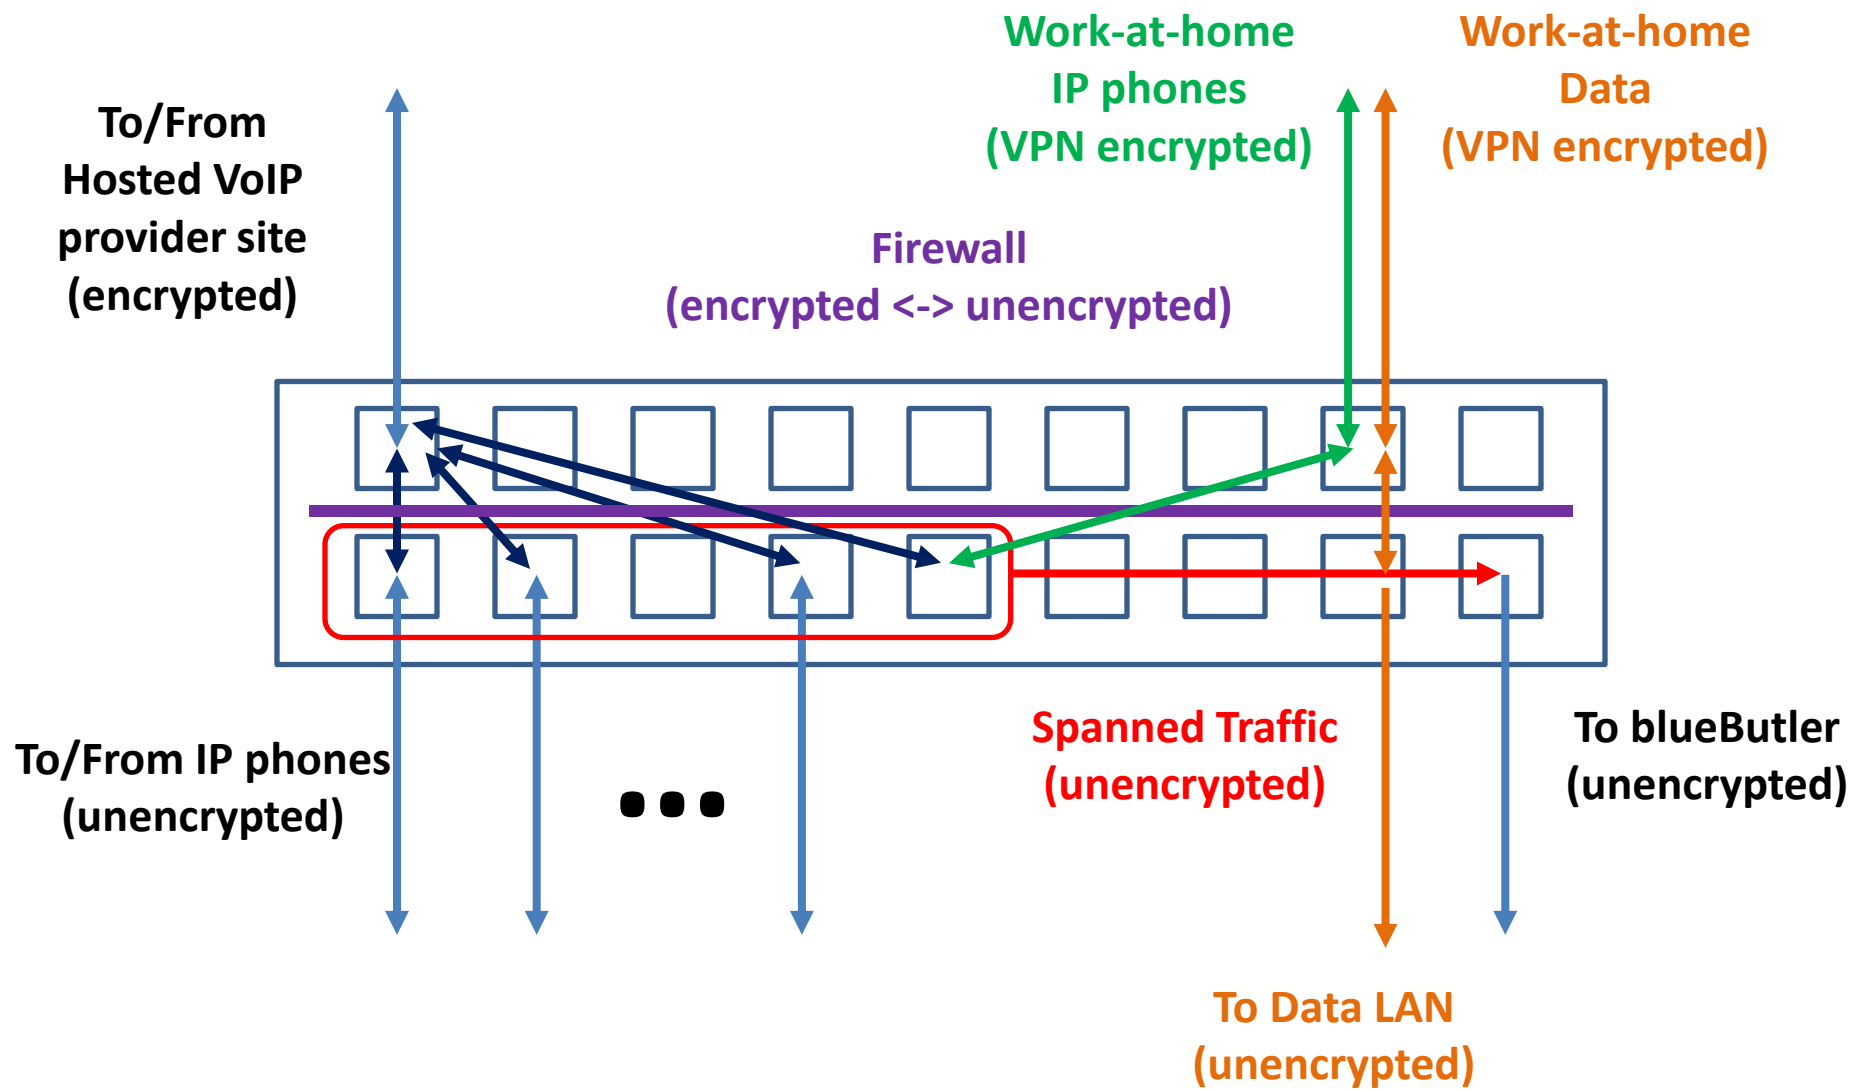 Work-at-home
IP phones
(VPN encrypted)
Work-at-home
Data
(VPN encrypted)
To/From
Hosted VoIP
provider site
(encrypted)
Firewall
(encrypted <-> unencrypted)
To/From IP phones
(unencrypted)
...
Spanned Traffic
(unencrypted)
To blueButler
(unencrypted)
To Data LAN
(unencrypted)